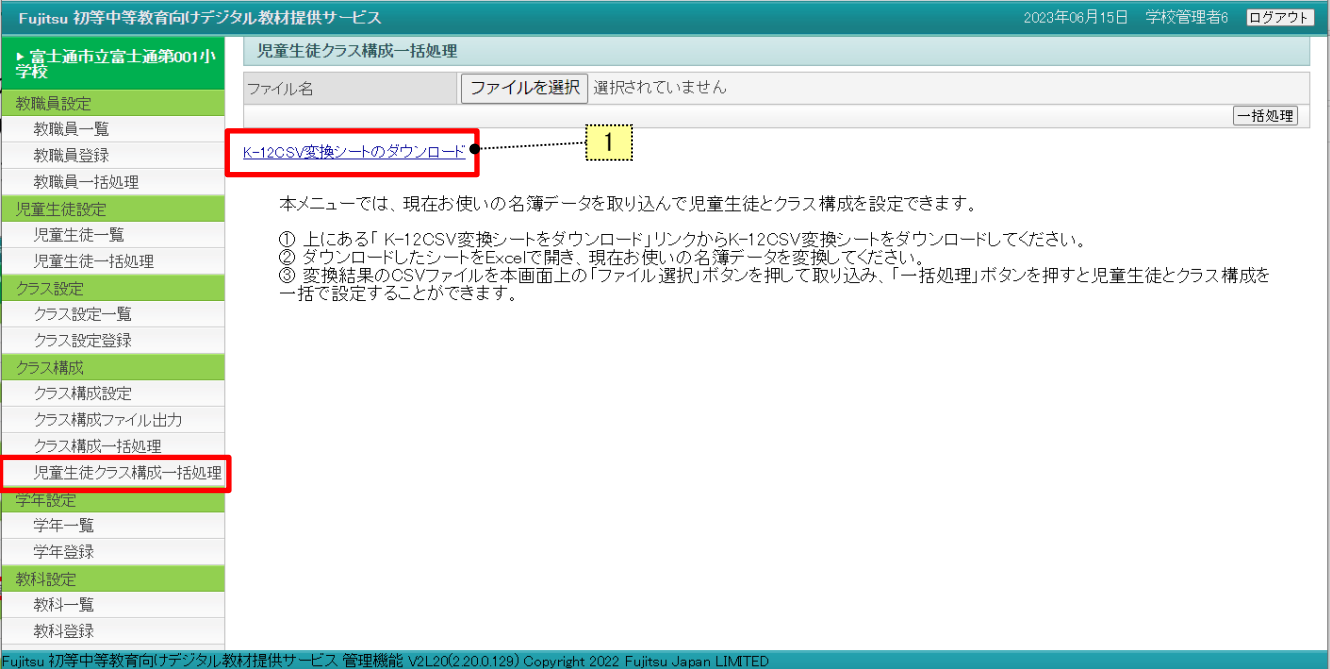 Fujitsu 初等中等教育向けデジタル教材提供サービス 2023年06月15日 学校管理者6 ログアウト
富士通市立富士通第001小
学校
教職員設定
教職員一覧
教職員登録
教職員一括処理
児童生徒設定
児童生徒一覧
児童生徒一括処理
クラス設定
クラス設定一覧
クラス設定登録
クラス構成
クラス構成設定
クラス構成ファイル出力
クラス構成一括処理
児童生徒クラス構成一括処理
学年設定
学年一覧
学年登録
教科設定
教科一覧
教科登録
児童生徒クラス構成一括処理
ファイル名 ファイルを選択 選択されていません
一括処理
K-12CSV変換シートのダウンロード
1
本メニューでは、現在お使いの名簿データを取り込んで児童生徒とクラス構成を設定できます。
① 上にある「K-12CSV変換シートをダウンロード」リンクからK-12CSV変換シートをダウンロードしてください。
② ダウンロードしたシートをExcelで開き、現在お使いの名簿データを変換してください。
③ 変換結果のCSVファイルを本画面上の「ファイル選択」ボタンを押して取り込み、「一括処理」ボタンを押すと児童生徒とクラス構成を
一括で設定することができます。
Fujitsu 初等中等教育向けデジタル教材提供サービス 管理機能 V2L20(2.20.0.129) Copyright 2022 Fujitsu Japan LIMITED